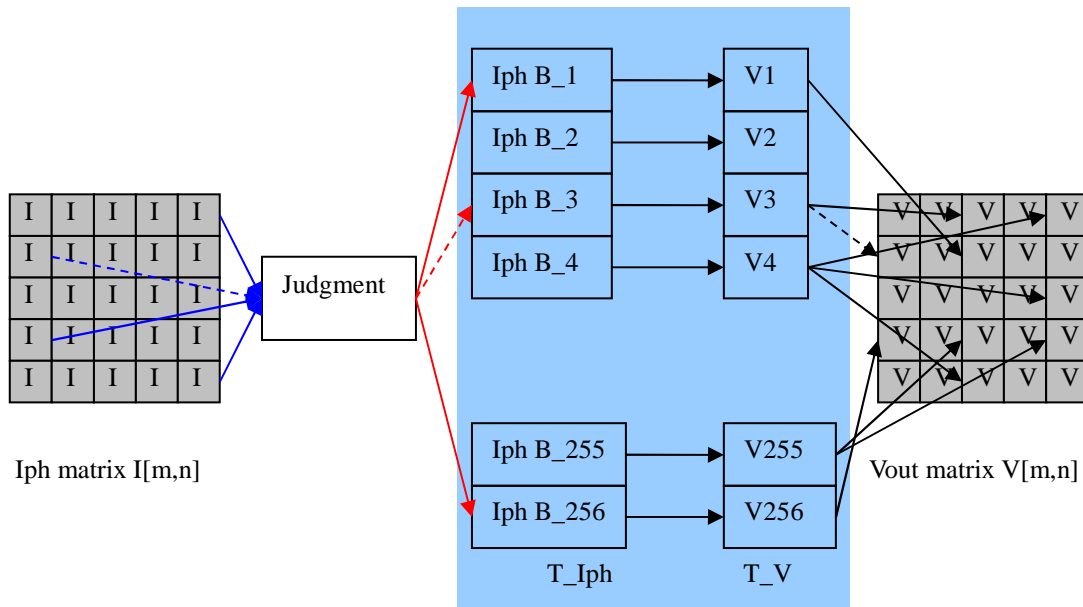 Iph B_1 V1
Iph B_2 V2
Iph B_3 V3
Iph B_4 V4
I I I I I
I I I I I
I I I I I
I I I I I
I I I I I
Judgment
V V V V V
V V V V V
V V V V V
V V V V V
V V V V V
Iph B_255 V255
Iph B_256 V256
Iph matrix I[m,n]
Vout matrix V[m,n]
T_Iph T_V